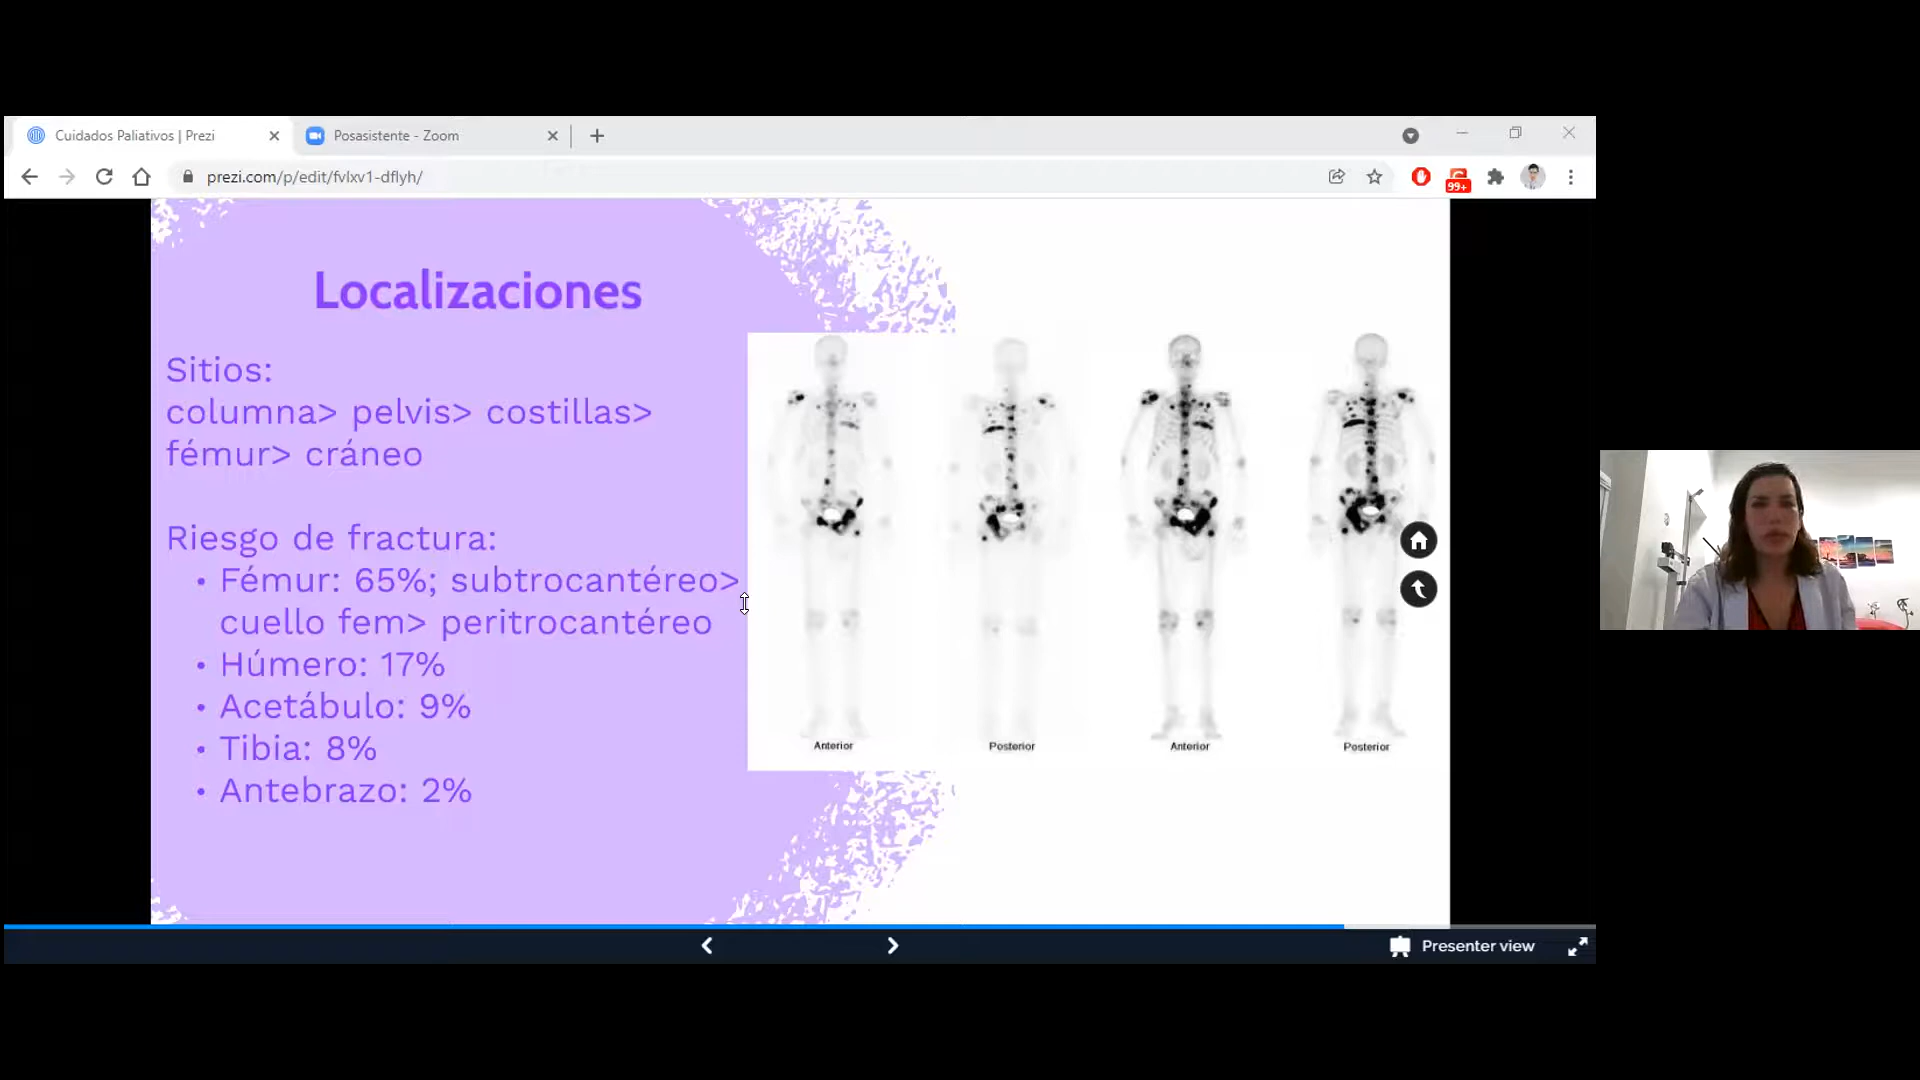 Cuidados Paliativos | Prezi
Posasistente - Zoom
prezi.com/p/edit/fvlxv1-dflyh/
99+
Localizaciones
Sitios:
columna> pelvis> costillas>
fémur> cráneo
Riesgo de fractura:
• Fémur: 65%; subtrocantéreo>
cuello fem> peritrocantéreo
• Húmero: 17%
• Acetábulo: 9%
• Tibia: 8%
• Antebrazo: 2%
Anterior
Posterior
Anterior
Posterior
Presenter view